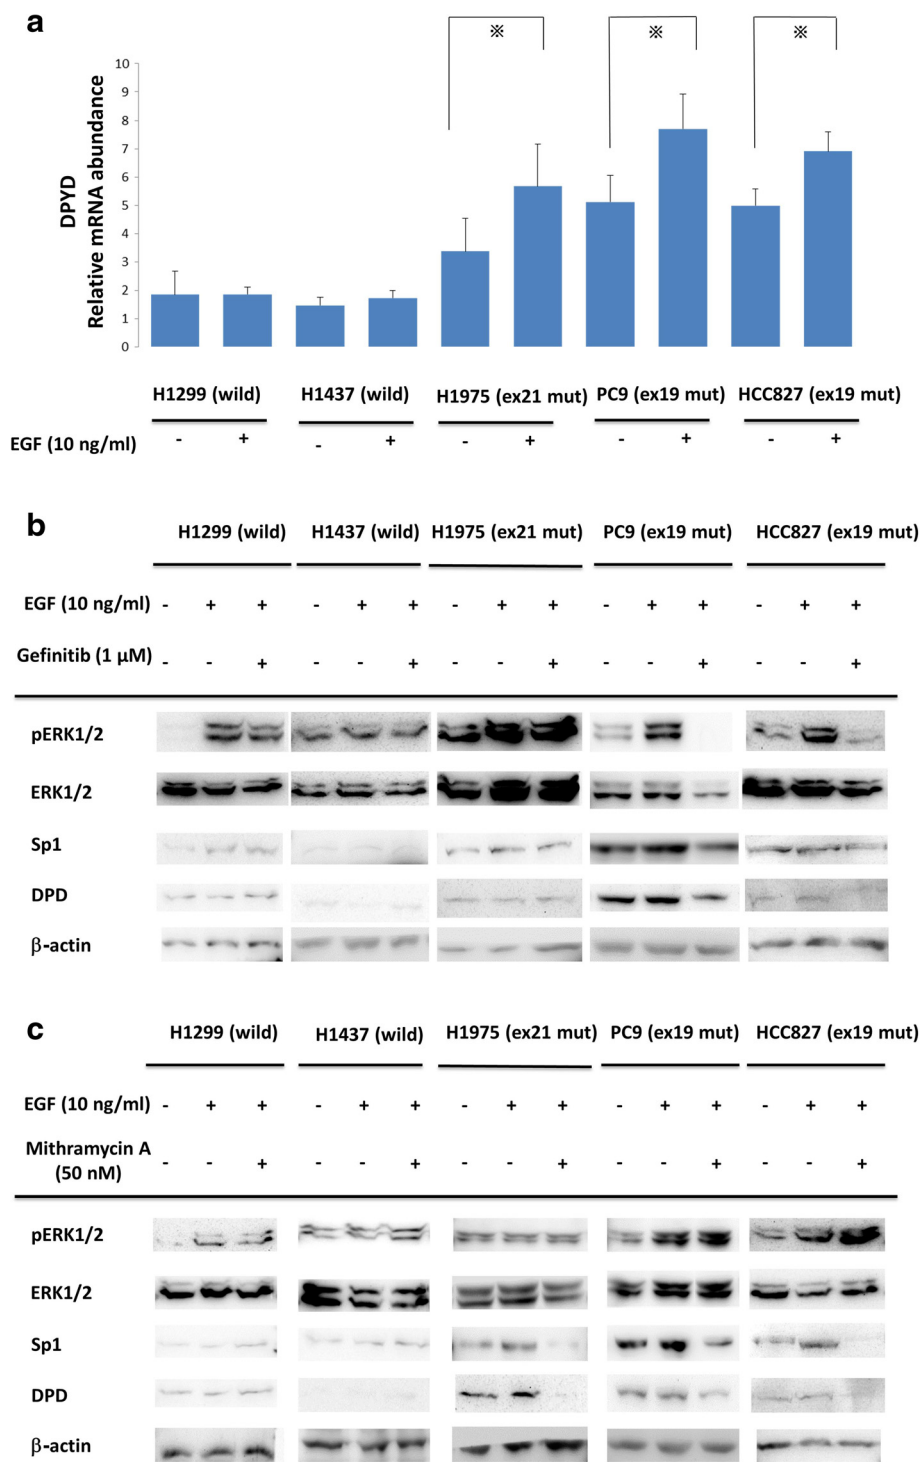 a
※ ※ ※
DPYD
Relative mRNA abundance
10
9
8
7
6
5
4
3
2
1
0
H1299 (wild) H1437 (wild) H1975 (ex21 mut) PC9 (ex19 mut) HCC827 (ex19 mut)
EGF (10 ng/ml) - + - + - + - + - +
b
H1299 (wild) H1437 (wild) H1975 (ex21 mut) PC9 (ex19 mut) HCC827 (ex19 mut)
EGF (10 ng/ml) - + + - + + - + + - + + - + +
Gefinitib (1 μM) - - + - - + - - + - - + - - +
pERK1/2
ERK1/2
Sp1
DPD
β-actin
c
H1299 (wild) H1437 (wild) H1975 (ex21 mut) PC9 (ex19 mut) HCC827 (ex19 mut)
EGF (10 ng/ml) - + + - + + - + + - + + - + +
Mithramycin A
(50 nM) - - + - - + - - + - - + - - +
pERK1/2
ERK1/2
Sp1
DPD
β-actin